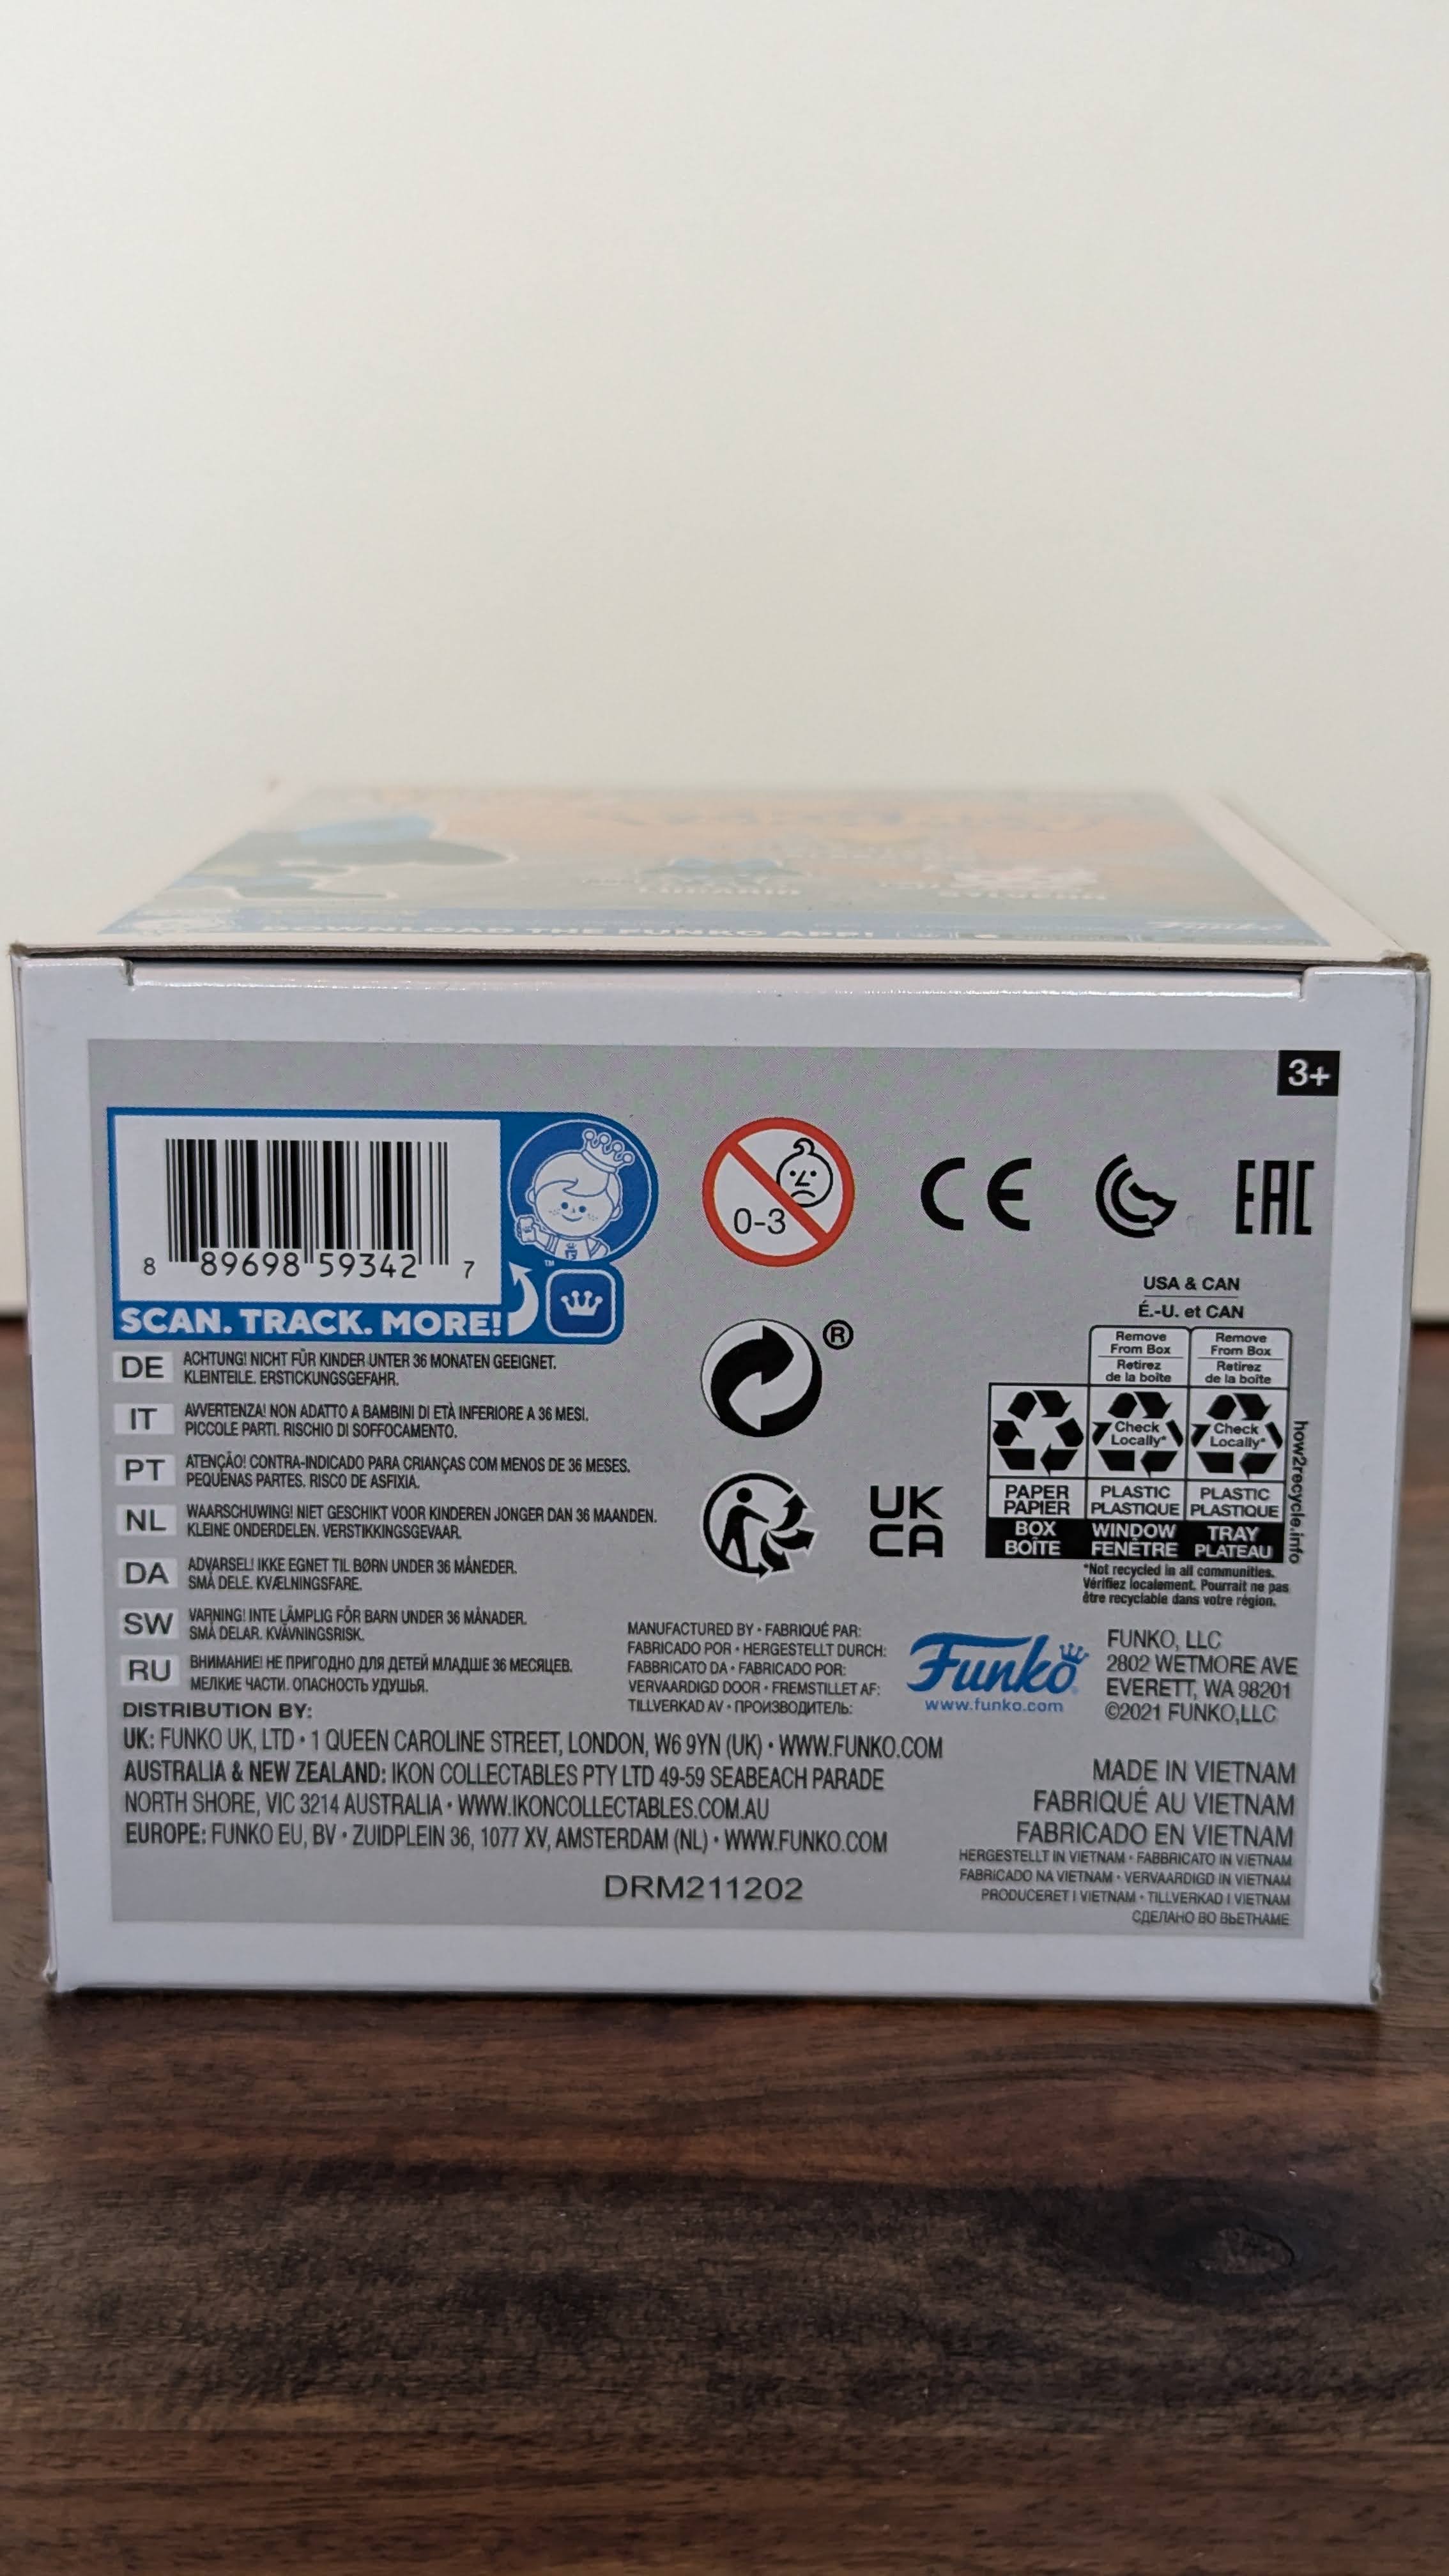 DOWNLOAD THE FUNKO APP!
Funko
3+
8 89698 59342 7
™
SCAN. TRACK. MORE!
0-3
CE
EAC
®
UK
CA
USA & CAN
É.-U. et CAN
Remove
From Box
Retirez
de la boîte
Remove
From Box
Retirez
de la boîte
Check
Locally*
Check
Locally*
PAPER
PAPIER
PLASTIC
PLASTIQUE
PLASTIC
PLASTIQUE
BOX
BOÎTE
WINDOW
FENÊTRE
TRAY
PLATEAU
how2recycle.info
*Not recycled in all communities.
Vérifiez localement. Pourrait ne pas
être recyclable dans votre région.
DE ACHTUNG! NICHT FÜR KINDER UNTER 36 MONATEN GEEIGNET.
KLEINTEILE. ERSTICKUNGSGEFAHR.
IT AVVERTENZA! NON ADATTO A BAMBINI DI ETÀ INFERIORE A 36 MESI.
PICCOLE PARTI. RISCHIO DI SOFFOCAMENTO.
PT ATENÇÃO! CONTRA-INDICADO PARA CRIANÇAS COM MENOS DE 36 MESES.
PEQUENAS PARTES. RISCO DE ASFIXIA.
NL WAARSCHUWING! NIET GESCHIKT VOOR KINDEREN JONGER DAN 36 MAANDEN.
KLEINE ONDERDELEN. VERSTIKKINGSGEVAAR.
DA ADVARSEL! IKKE EGNET TIL BØRN UNDER 36 MÅNEDER.
SMÅ DELE. KVÆLNINGSFARE.
SW VARNING! INTE LÄMPLIG FÖR BARN UNDER 36 MÅNADER.
SMÅ DELAR. KVÄVNINGSRISK.
RU ВНИМАНИЕ! НЕ ПРИГОДНО ДЛЯ ДЕТЕЙ МЛАДШЕ 36 МЕСЯЦЕВ.
МЕЛКИЕ ЧАСТИ. ОПАСНОСТЬ УДУШЬЯ.
MANUFACTURED BY • FABRIQUÉ PAR:
FABRICADO POR • HERGESTELLT DURCH:
FABBRICATO DA • FABRICADO POR:
VERVAARDIGD DOOR • FREMSTILLET AF:
TILLVERKAD AV • ПРОИЗВОДИТЕЛЬ:
Funko
www.funko.com
FUNKO, LLC
2802 WETMORE AVE
EVERETT, WA 98201
©2021 FUNKO,LLC
DISTRIBUTION BY:
UK: FUNKO UK, LTD • 1 QUEEN CAROLINE STREET, LONDON, W6 9YN (UK) • WWW.FUNKO.COM
AUSTRALIA & NEW ZEALAND: IKON COLLECTABLES PTY LTD 49-59 SEABEACH PARADE
NORTH SHORE, VIC 3214 AUSTRALIA • WWW.IKONCOLLECTABLES.COM.AU
EUROPE: FUNKO EU, BV • ZUIDPLEIN 36, 1077 XV, AMSTERDAM (NL) • WWW.FUNKO.COM
DRM211202
MADE IN VIETNAM
FABRIQUÉ AU VIETNAM
FABRICADO EN VIETNAM
HERGESTELLT IN VIETNAM • FABBRICATO IN VIETNAM
FABRICADO NA VIETNAM • VERVAARDIGD IN VIETNAM
PRODUCERET I VIETNAM • TILLVERKAD I VIETNAM
СДЕЛАНО ВО ВЬЕТНАМЕ